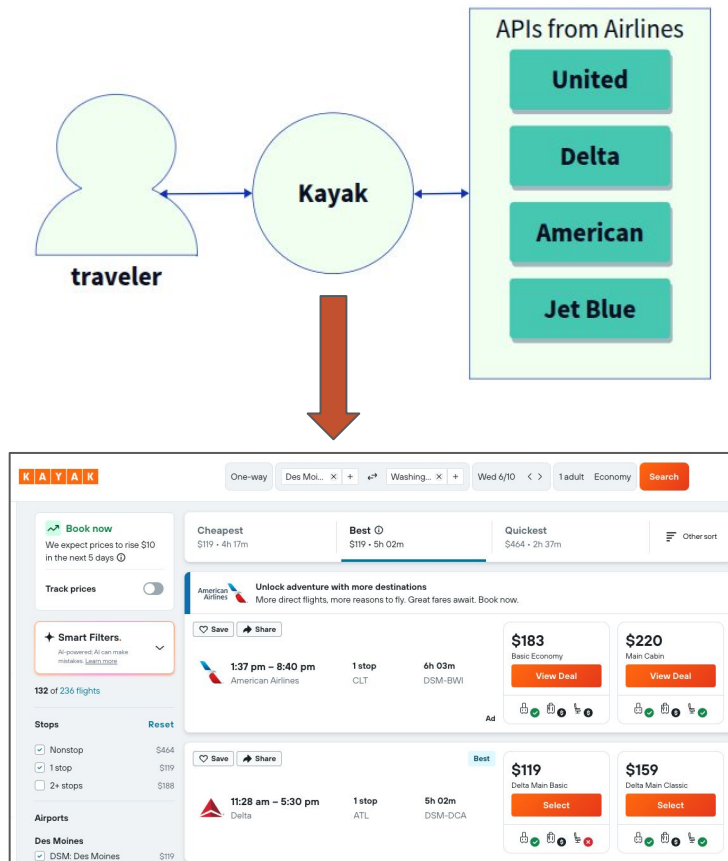 APIs from Airlines
United
Delta
American
Jet Blue
Kayak
traveler
KAYAK
One-way
Des Moi... × +
Washing... × +
Wed 6/10 < >
1 adult Economy
Search
Book now
We expect prices to rise $10
in the next 5 days
Track prices
Smart Filters.
AI-powered; AI can make
mistakes. Learn more
132 of 236 flights
Stops Reset
Nonstop $464
1 stop $119
2+ stops $188
Airports
Des Moines
DSM: Des Moines $119
Cheapest
$119 • 4h 17m
Best
$119 • 5h 02m
Quickest
$464 • 2h 37m
Other sort
American
Airlines
Unlock adventure with more destinations
More direct flights, more reasons to fly. Great fares await. Book now.
Save Share
1:37 pm – 8:40 pm 1 stop 6h 03m
American Airlines CLT DSM-BWI
Ad
$183
Basic Economy
View Deal
$220
Main Cabin
View Deal
Save Share Best
11:28 am – 5:30 pm 1 stop 5h 02m
Delta ATL DSM-DCA
$119
Delta Main Basic
Select
$159
Delta Main Classic
Select